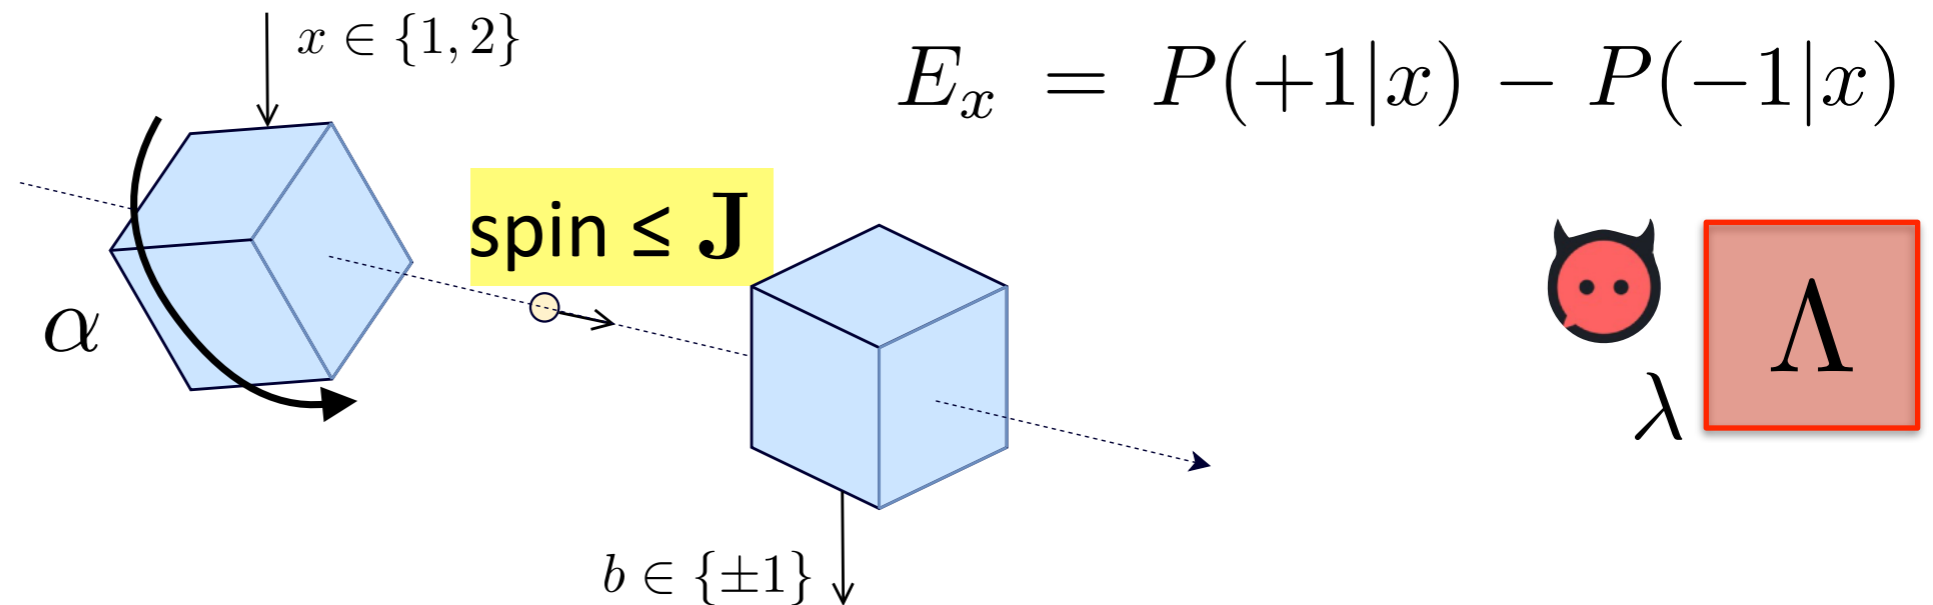 x ∈ {1, 2}
E_x = P(+1|x) − P(−1|x)
spin ≤ J
α
Λ
λ
b ∈ {±1}